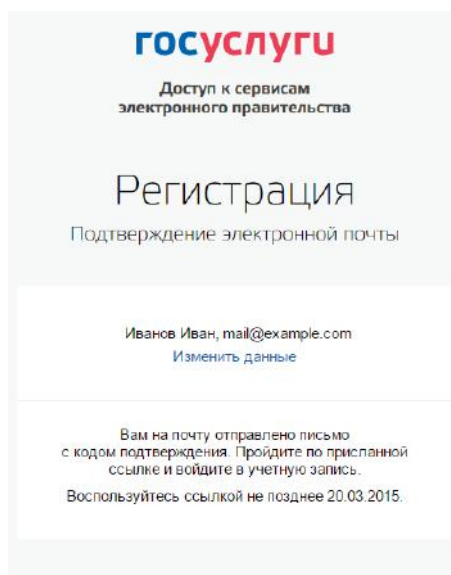 госуслуги
Доступ к сервисам
электронного правительства
Регистрация
Подтверждение электронной почты
Иванов Иван, mail@example.com
Изменить данные
Вам на почту отправлено письмо
с кодом подтверждения. Пройдите по присланной
ссылке и войдите в учетную запись.
Воспользуйтесь ссылкой не позднее 20.03.2015.